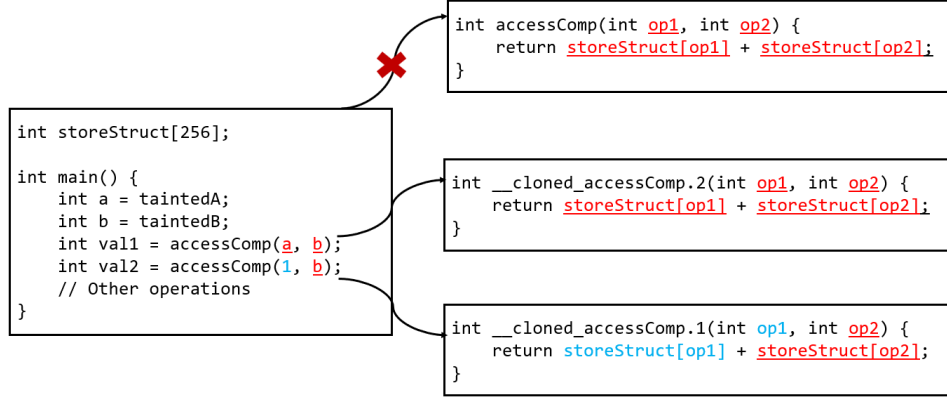 int accessComp(int op1, int op2) {
    return storeStruct[op1] + storeStruct[op2];
}
int storeStruct[256];

int main() {
    int a = taintedA;
    int b = taintedB;
    int val1 = accessComp(a, b);
    int val2 = accessComp(1, b);
    // Other operations
}
int __cloned_accessComp.2(int op1, int op2) {
    return storeStruct[op1] + storeStruct[op2];
}
int __cloned_accessComp.1(int op1, int op2) {
    return storeStruct[op1] + storeStruct[op2];
}